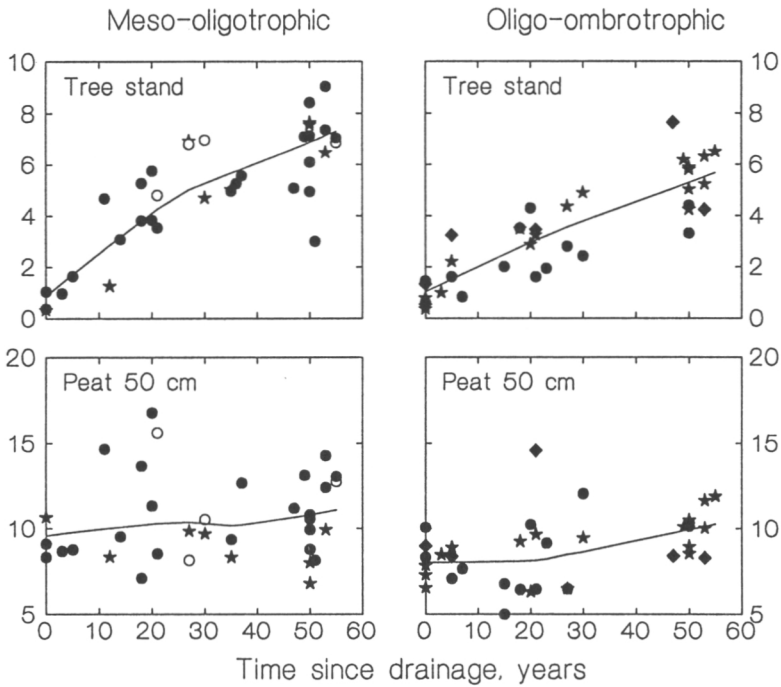 Meso-oligotrophic Oligo-ombrotrophic
10 Tree stand Tree stand 10
8 8
6 6
4 4
2 2
0 0
20 Peat 50 cm Peat 50 cm 20
15 15
10 10
5 5
0 10 20 30 40 50 60 0 10 20 30 40 50 60
Time since drainage, years